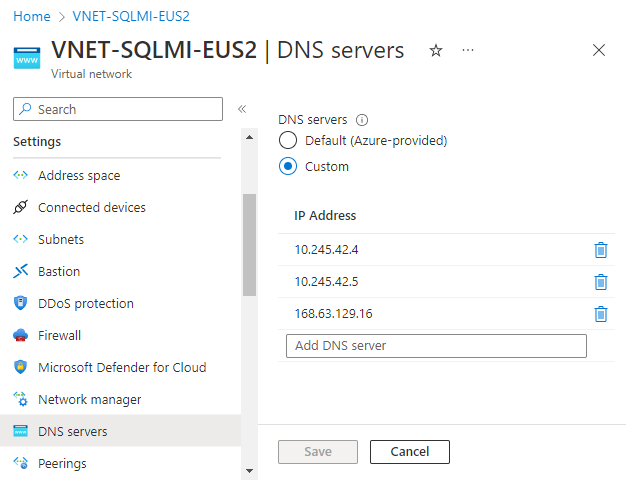 Home > VNET-SQLMI-EUS2
VNET-SQLMI-EUS2 | DNS servers
Virtual network
Search
Settings
Address space
Connected devices
Subnets
Bastion
DDoS protection
Firewall
Microsoft Defender for Cloud
Network manager
DNS servers
Peerings
DNS servers
Default (Azure-provided)
Custom
IP Address
10.245.42.4
10.245.42.5
168.63.129.16
Add DNS server
Save
Cancel